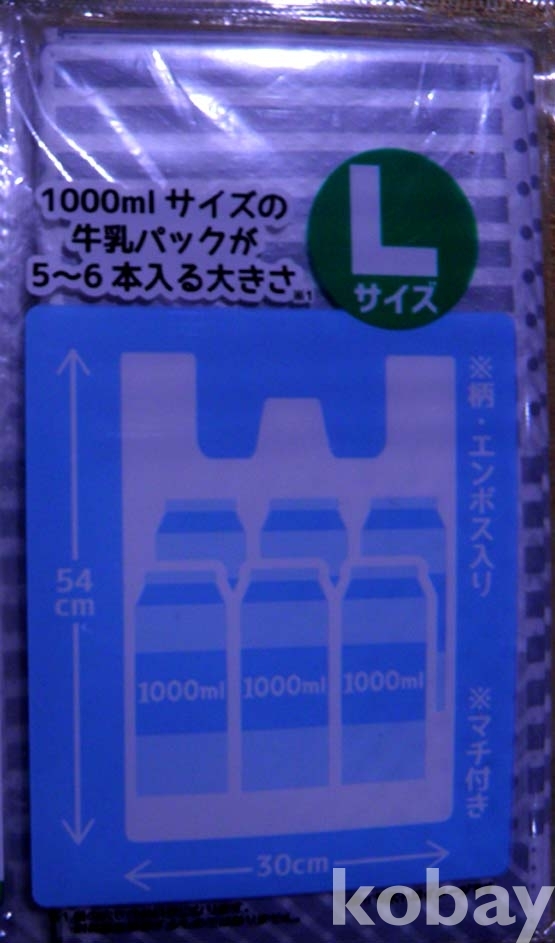 1000ml サイズの
牛乳パックが
5〜6 本入る大きさ
※1
L
サイズ
※柄・エンボス入り
54
cm
1000ml
1000ml
1000ml
※マチ付き
30cm
kobay